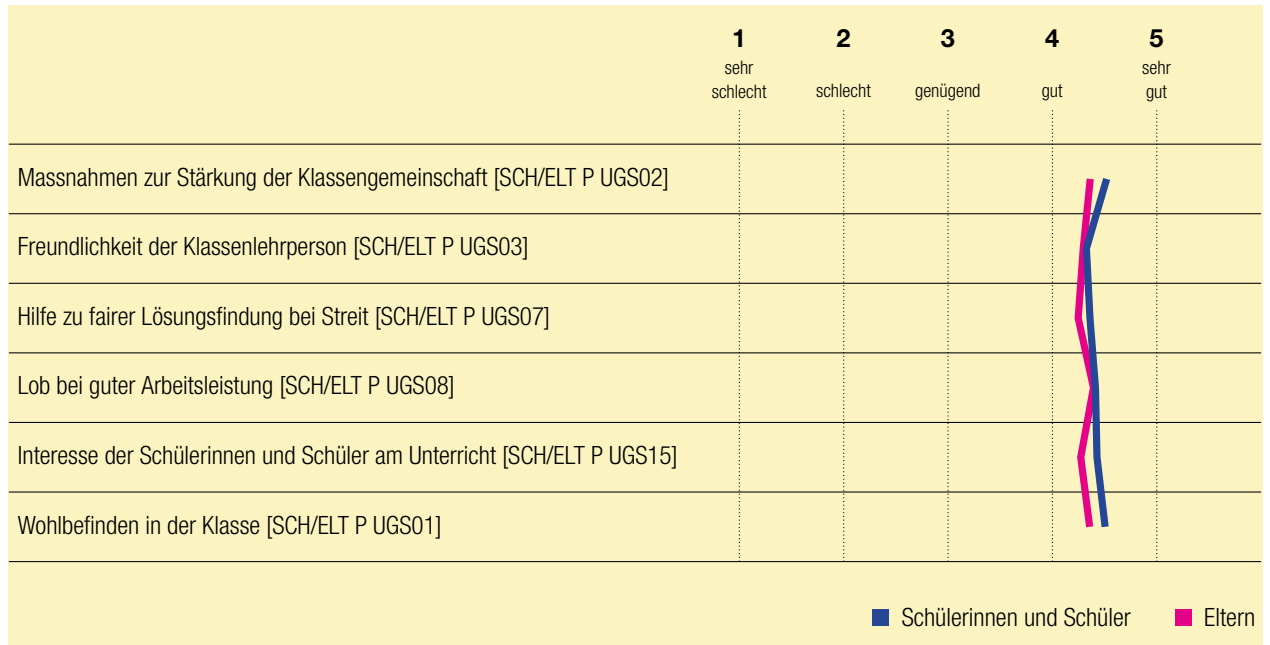 1 2 3 4 5
sehr schlecht schlecht genügend gut sehr gut
Massnahmen zur Stärkung der Klassengemeinschaft [SCH/ELT P UGS02]
Freundlichkeit der Klassenlehrperson [SCH/ELT P UGS03]
Hilfe zu fairer Lösungsfindung bei Streit [SCH/ELT P UGS07]
Lob bei guter Arbeitsleistung [SCH/ELT P UGS08]
Interesse der Schülerinnen und Schüler am Unterricht [SCH/ELT P UGS15]
Wohlbefinden in der Klasse [SCH/ELT P UGS01]
Schülerinnen und Schüler Eltern